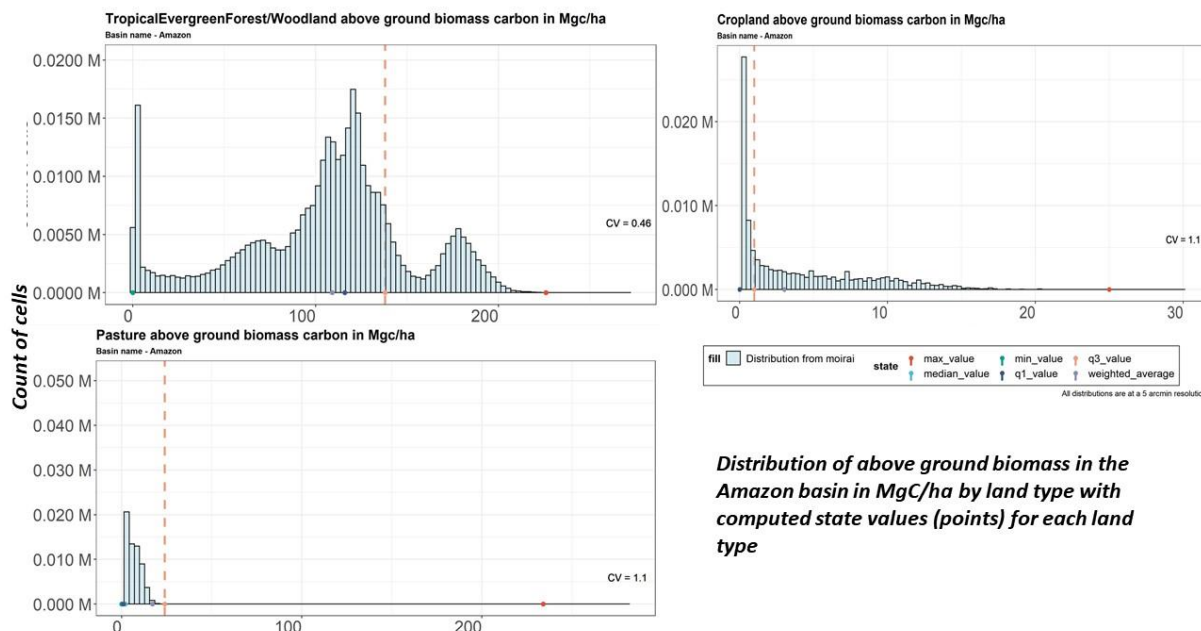 TropicalEvergreenForest/Woodland above ground biomass carbon in Mgc/ha
Basin name - Amazon
0.0200 M
0.0150 M
0.0100 M
0.0050 M
0.0000 M
CV = 0.46
0
100
200
Cropland above ground biomass carbon in Mgc/ha
Basin name - Amazon
0.020 M
0.010 M
0.000 M
CV = 1.1
0
10
20
30
Count of cells
Pasture above ground biomass carbon in Mgc/ha
Basin name - Amazon
0.050 M
0.040 M
0.030 M
0.020 M
0.010 M
0.000 M
CV = 1.1
0
100
200
fill Distribution from moirai
state
max_value min_value q3_value
median_value q1_value weighted_average
All distributions are at a 5 arcmin resolutio
Distribution of above ground biomass in the
Amazon basin in MgC/ha by land type with
computed state values (points) for each land
type